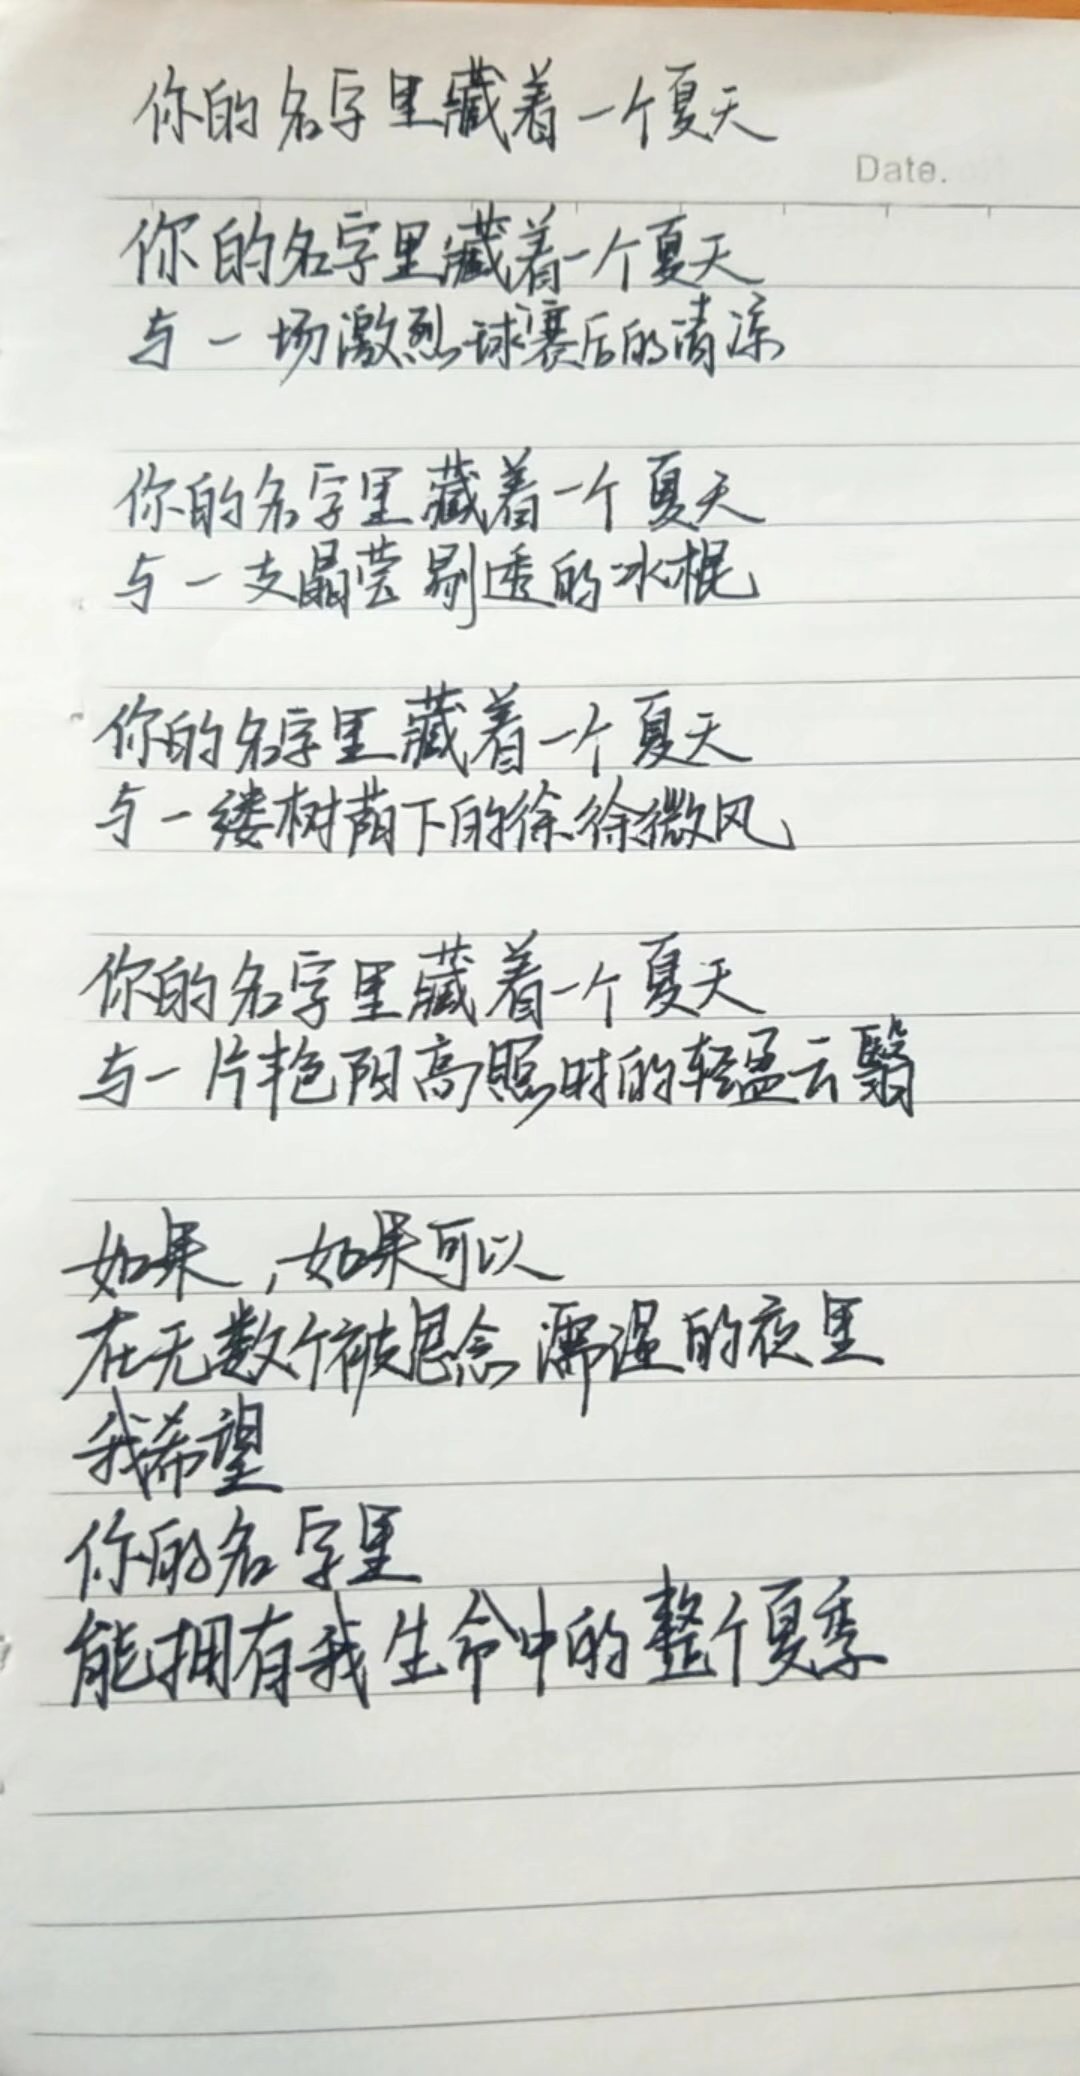 你的名字里藏着一个夏天
Date.
你的名字里藏着一个夏天
与一场激烈球赛后的清凉
你的名字里藏着一个夏天
与一支晶莹剔透的冰棍
你的名字里藏着一个夏天
与一缕树荫下的徐徐微风
你的名字里藏着一个夏天
与一片艳阳高照时的轻盈云翳
如果,如果可以
在无数个被思念濡湿的夜里
我希望
你的名字里
能拥有我生命中的整个夏季